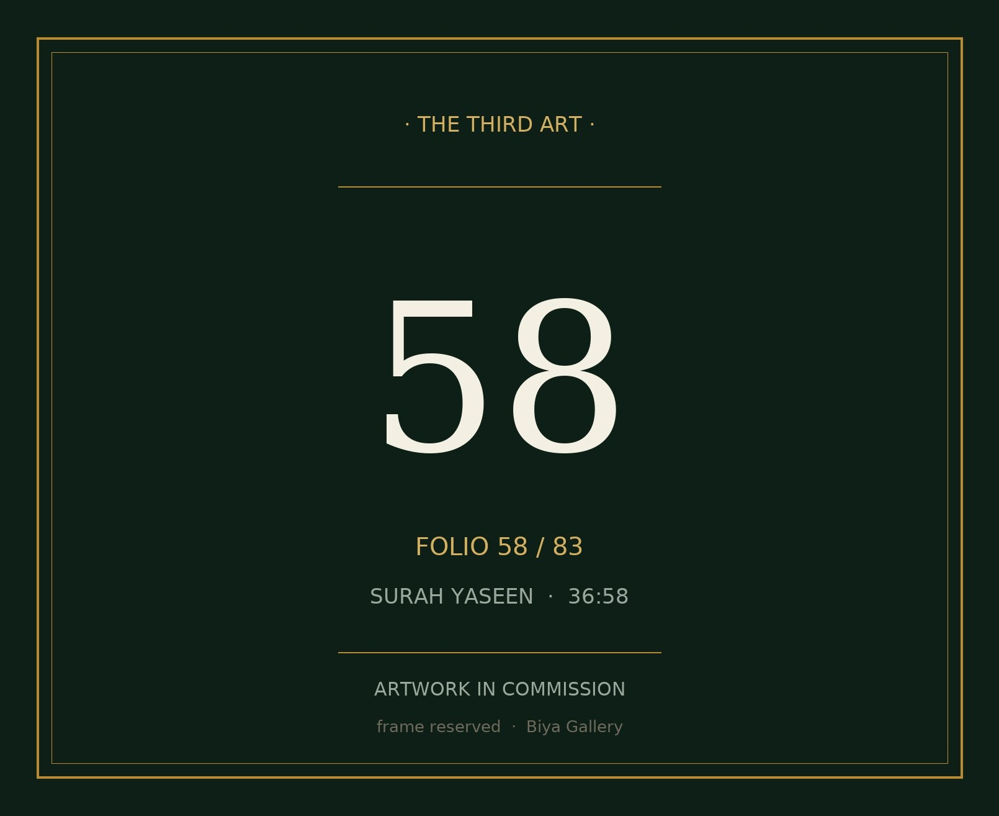 · THE THIRD ART ·
58
FOLIO 58 / 83
SURAH YASEEN · 36:58
ARTWORK IN COMMISSION
frame reserved · Biya Gallery